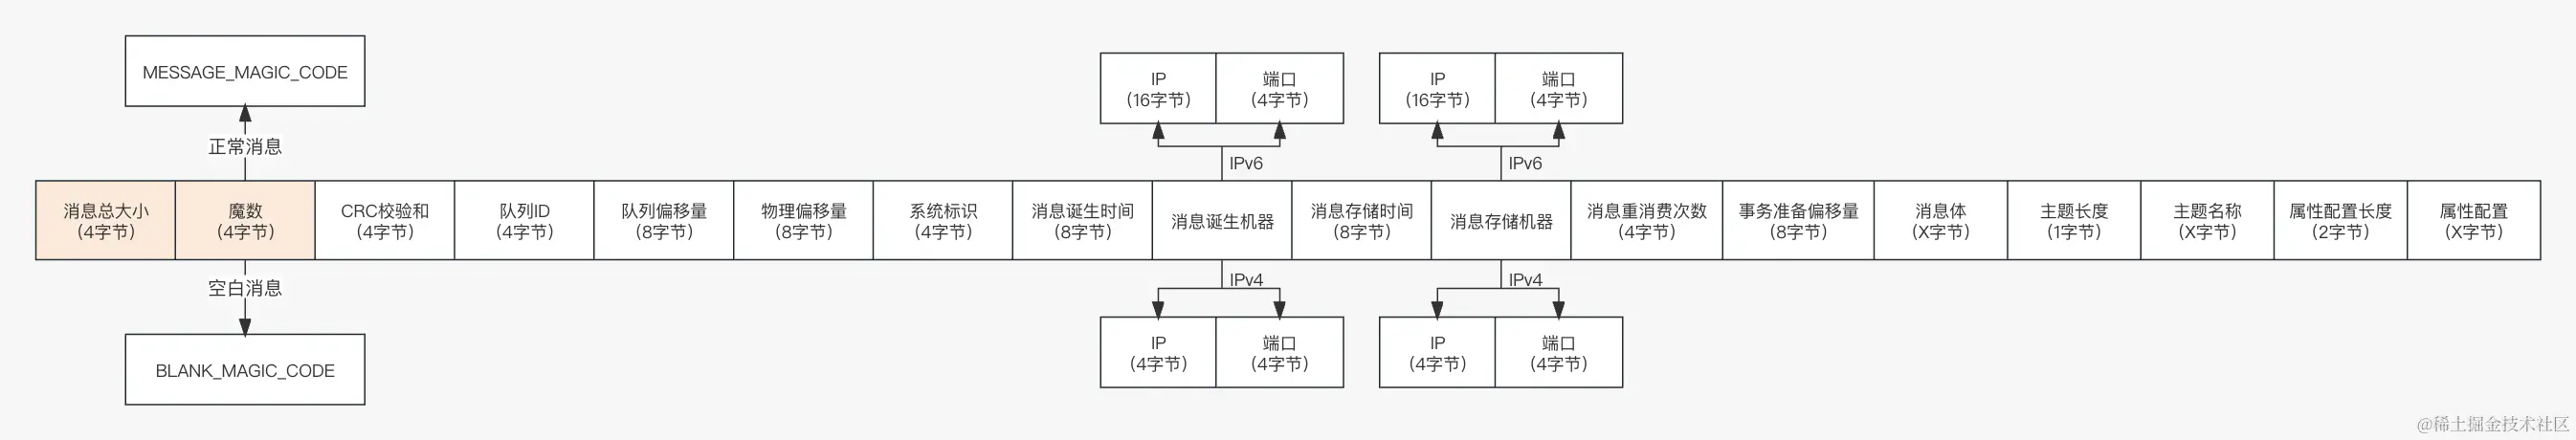 MESSAGE_MAGIC_CODE
IP
(16字节)
端口
(4字节)
IP
(16字节)
端口
(4字节)
正常消息
IPv6
IPv6
消息总大小
(4字节)
魔数
(4字节)
CRC校验和
(4字节)
队列ID
(4字节)
队列偏移量
(8字节)
物理偏移量
(8字节)
系统标识
(4字节)
消息诞生时间
(8字节)
消息诞生机器
消息存储时间
(8字节)
消息存储机器
消息重消费次数
(4字节)
事务准备偏移量
(8字节)
消息体
(X字节)
主题长度
(1字节)
主题名称
(X字节)
属性配置长度
(2字节)
属性配置
(X字节)
空白消息
IPv4
IPv4
BLANK_MAGIC_CODE
IP
(4字节)
端口
(4字节)
IP
(4字节)
端口
(4字节)
@稀土掘金技术社区